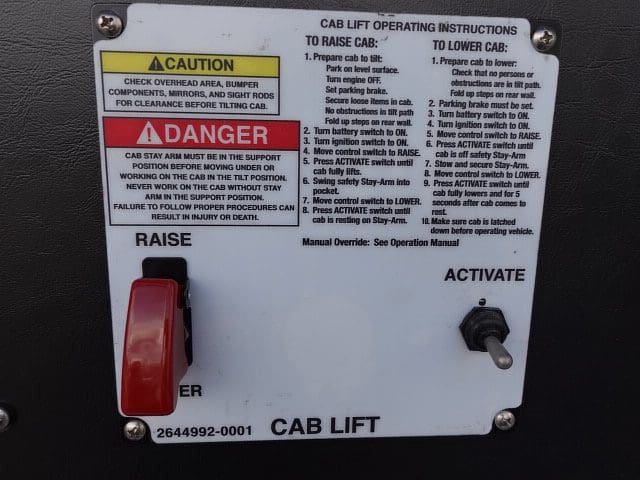 CAB LIFT OPERATING INSTRUCTIONS
CAUTION
CHECK OVERHEAD AREA, BUMPER
COMPONENTS, MIRRORS, AND SIGHT RODS
FOR CLEARANCE BEFORE TILTING CAB.
DANGER
CAB STAY ARM MUST BE IN THE SUPPORT
POSITION BEFORE MOVING UNDER OR
WORKING ON THE CAB IN THE TILT POSITION.
NEVER WORK ON THE CAB WITHOUT STAY
ARM IN THE SUPPORT POSITION.
FAILURE TO FOLLOW PROPER PROCEDURES CAN
RESULT IN INJURY OR DEATH.
TO RAISE CAB:
1. Prepare cab to tilt:
Park on level surface.
Turn engine OFF.
Set parking brake.
Secure loose items in cab.
No obstructions in tilt path
Fold up steps on rear wall.
2. Turn battery switch to ON.
3. Turn ignition switch to ON.
4. Move control switch to RAISE.
5. Press ACTIVATE switch until
cab fully lifts.
6. Swing safety Stay-Arm into
pocket.
7. Move control switch to LOWER.
8. Press ACTIVATE switch until
cab is resting on Stay-Arm.
TO LOWER CAB:
1. Prepare cab to lower:
Check that no persons or
obstructions are in tilt path.
Fold up steps on rear wall.
2. Parking brake must be set.
3. Turn battery switch to ON.
4. Turn ignition switch to ON.
5. Move control switch to RAISE.
6. Press ACTIVATE switch until
cab is off safety Stay-Arm
7. Stow and secure Stay-Arm.
8. Move control switch to LOWER.
9. Press ACTIVATE switch until
cab fully lowers and for 5
seconds after cab comes to
rest.
10. Make sure cab is latched
down before operating vehicle.
Manual Override: See Operation Manual
RAISE
ACTIVATE
ER
2644992-0001
CAB LIFT